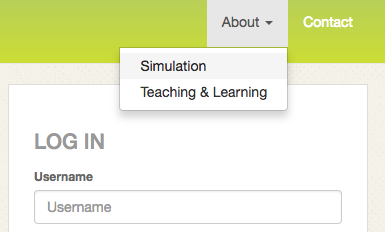 About Contact
Simulation
Teaching & Learning
LOG IN
Username
Username